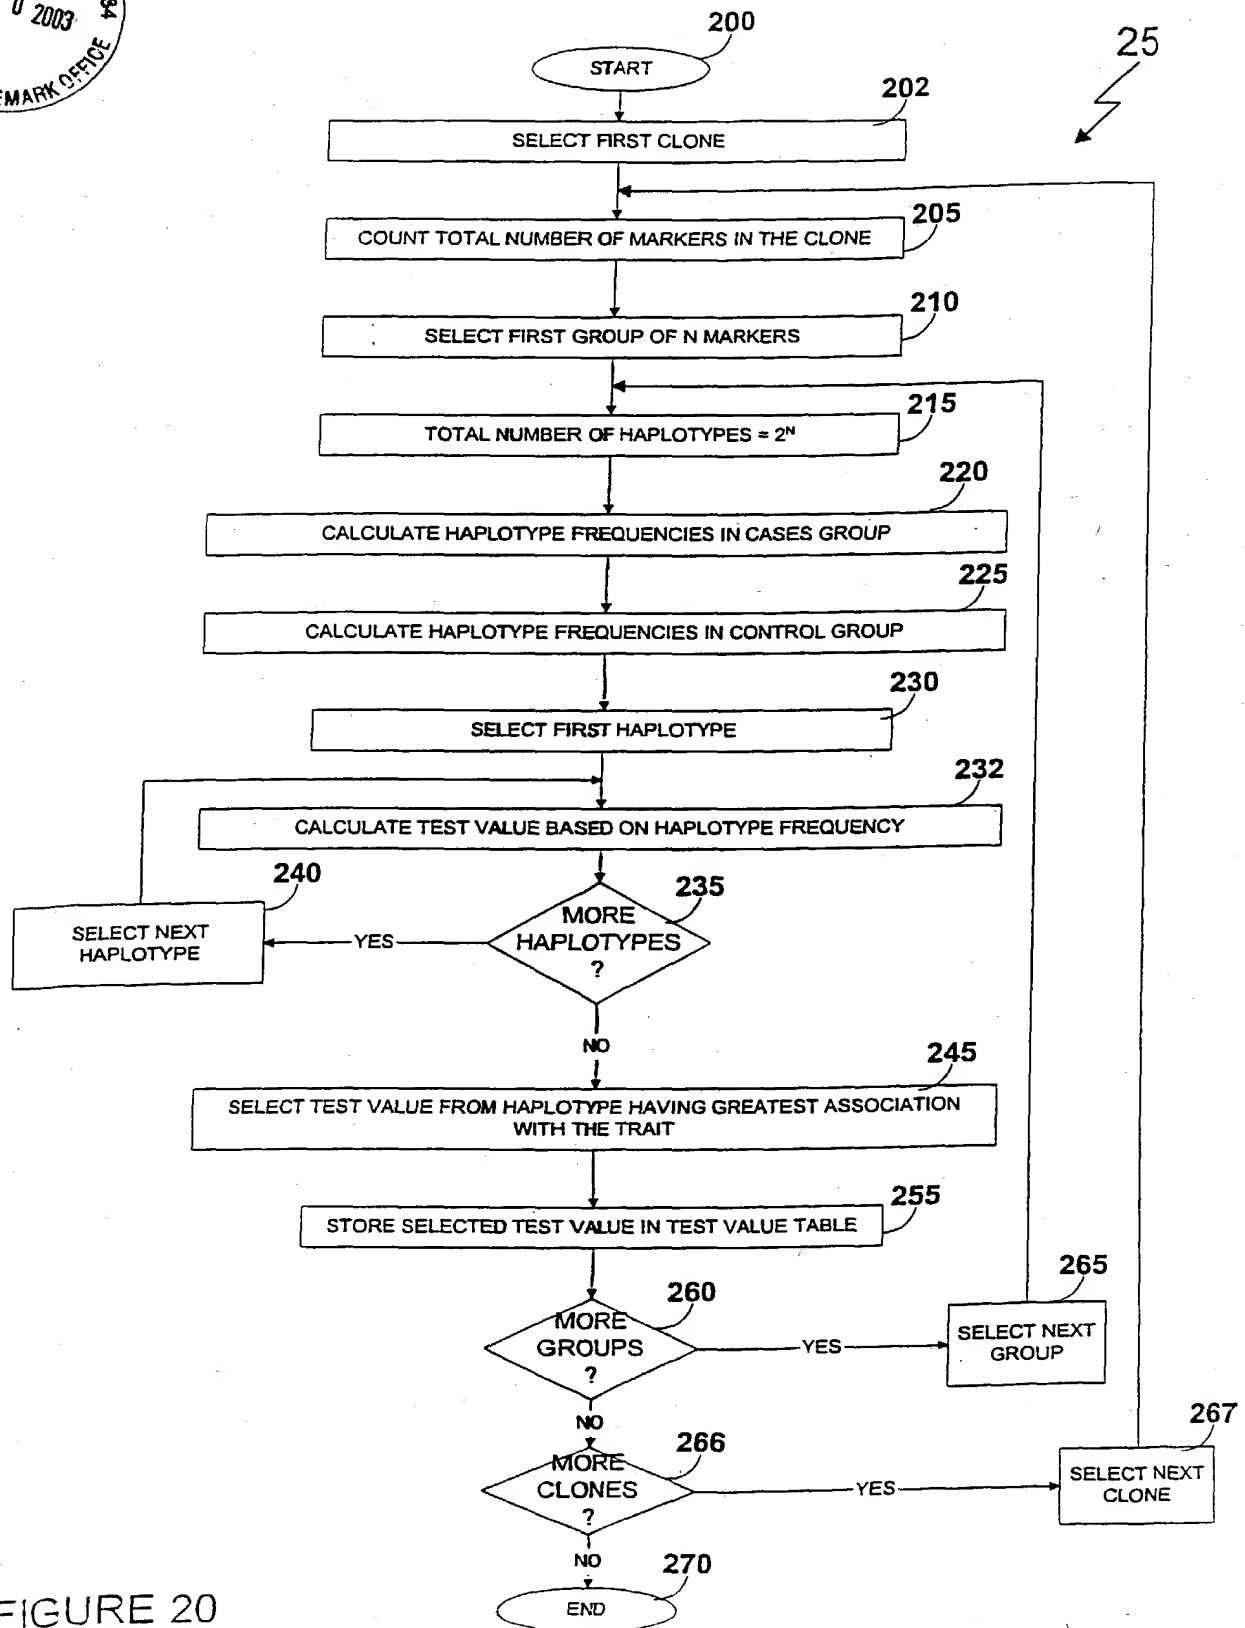 0 2003
94
EMARK OFFICE
200
START
25
202
SELECT FIRST CLONE
205
COUNT TOTAL NUMBER OF MARKERS IN THE CLONE
210
SELECT FIRST GROUP OF N MARKERS
215
TOTAL NUMBER OF HAPLOTYPES = 2ᴺ
220
CALCULATE HAPLOTYPE FREQUENCIES IN CASES GROUP
225
CALCULATE HAPLOTYPE FREQUENCIES IN CONTROL GROUP
230
SELECT FIRST HAPLOTYPE
232
CALCULATE TEST VALUE BASED ON HAPLOTYPE FREQUENCY
240
SELECT NEXT
HAPLOTYPE
YES
235
MORE
HAPLOTYPES
?
NO
245
SELECT TEST VALUE FROM HAPLOTYPE HAVING GREATEST ASSOCIATION
WITH THE TRAIT
255
STORE SELECTED TEST VALUE IN TEST VALUE TABLE
260
MORE
GROUPS
?
YES
265
SELECT NEXT
GROUP
NO
266
MORE
CLONES
?
YES
267
SELECT NEXT
CLONE
NO
270
END
FIGURE 20